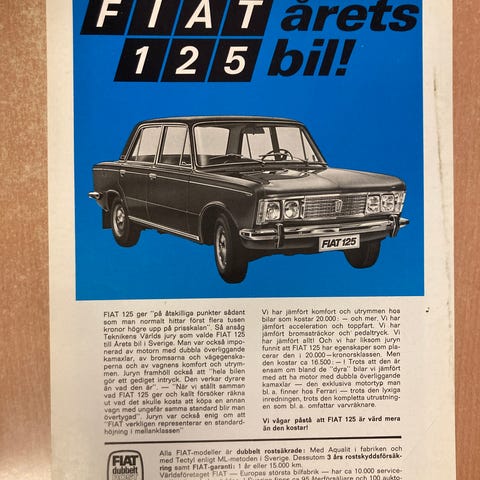 FIAT årets
125 bil!
FIAT 125
FIAT 125 ger "på åtskilliga punkter sådant
som man normalt hittar först flera tusen
kronor högre upp på prisskalan". Så ansåg
Teknikens Världs jury som valde FIAT 125
till Årets bil i Sverige. Man var också impo-
nerad av motorn med dubbla överliggande
kamaxlar, av bromsarna och vägegenska-
perna och av vagnens komfort och utrym-
men. Juryn framhöll också att "hela bilen
gör ett gediget intryck. Den verkar dyrare
än vad den är". — "När vi ställt samman
vad FIAT 125 ger och kallt försöker räkna
ut vad det skulle kosta att köpa en annan
vagn med ungefär samma standard blir man
övertygad". Juryn var också enig om att
"FIAT verkligen representerar en standard-
höjning i mellanklassen"
Vi har jämfört komfort och utrymmen hos
bilar som kostar 20.000: — och mer. Vi har
jämfört acceleration och toppfart. Vi har
jämfört bromssträckor och pedaltryck. Vi
har jämfört allt! Och vi har liksom juryn
funnit att FIAT 125 har egenskaper som pla-
cerar den i 20.000—kronorsklassen. Men
den kostar ca 16.500: — ! Trots att den är
ensam om bland de "dyra" bilar vi jämfört
med att ha motor med dubbla överliggande
kamaxlar — den exklusiva motortyp man
bl. a. finner hos Ferrari — trots den lyxiga
inredningen, trots den kompletta utrustning-
en som bl. a. omfattar varvräknare.
Vi vågar påstå att FIAT 125 är värd mera
än den kostar!
FIAT
dubbelt
Alla FIAT-modeller är dubbelt rostsäkrade: Med Aqualit i fabriken och
med Tectyl enligt ML-metoden i Sverige. Dessutom 3 års rostskyddsförsäk-
ring samt FIAT-garanti: 1 år eller 15.000 km.
Världsföretaget FIAT — Europas största bilfabrik — har ca 10.000 service-
i Sverige finns ca 95 återförsäljare och 100 aukto-